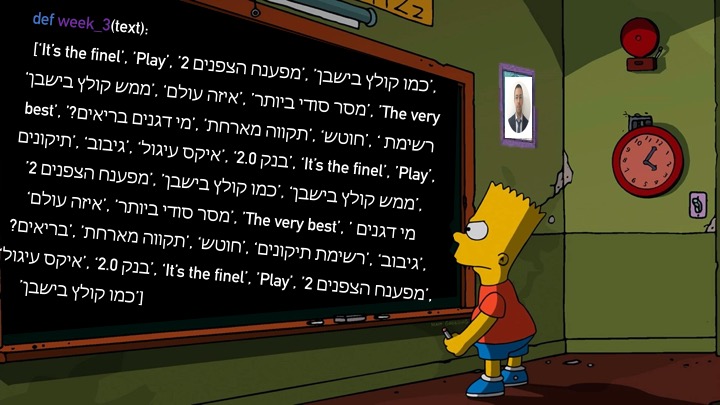 def week_3(text):
['It's the finel', 'Play', 'מפענח הצפנים 2', 'כמו קולץ בישבן',
'ממש קולץ בישבן', 'איזה עולם', 'מסר סודי ביותר', 'The very
best', 'מי דגנים בריאים?', 'תקווה מארחת', 'חוטש', 'רשימת
תיקונים', 'גיבוב', 'איקס עיגול', 'בנק 2.0', 'It's the finel', 'Play',
'מפענח הצפנים 2', 'כמו קולץ בישבן', 'ממש קולץ בישבן',
'איזה עולם', 'מסר סודי ביותר', 'The very best', 'מי דגנים
בריאים?', 'תקווה מארחת', 'חוטש', 'רשימת תיקונים', 'גיבוב',
'איקס עיגול', 'בנק 2.0', 'It's the finel', 'Play', 'מפענח הצפנים 2',
'כמו קולץ בישבן']